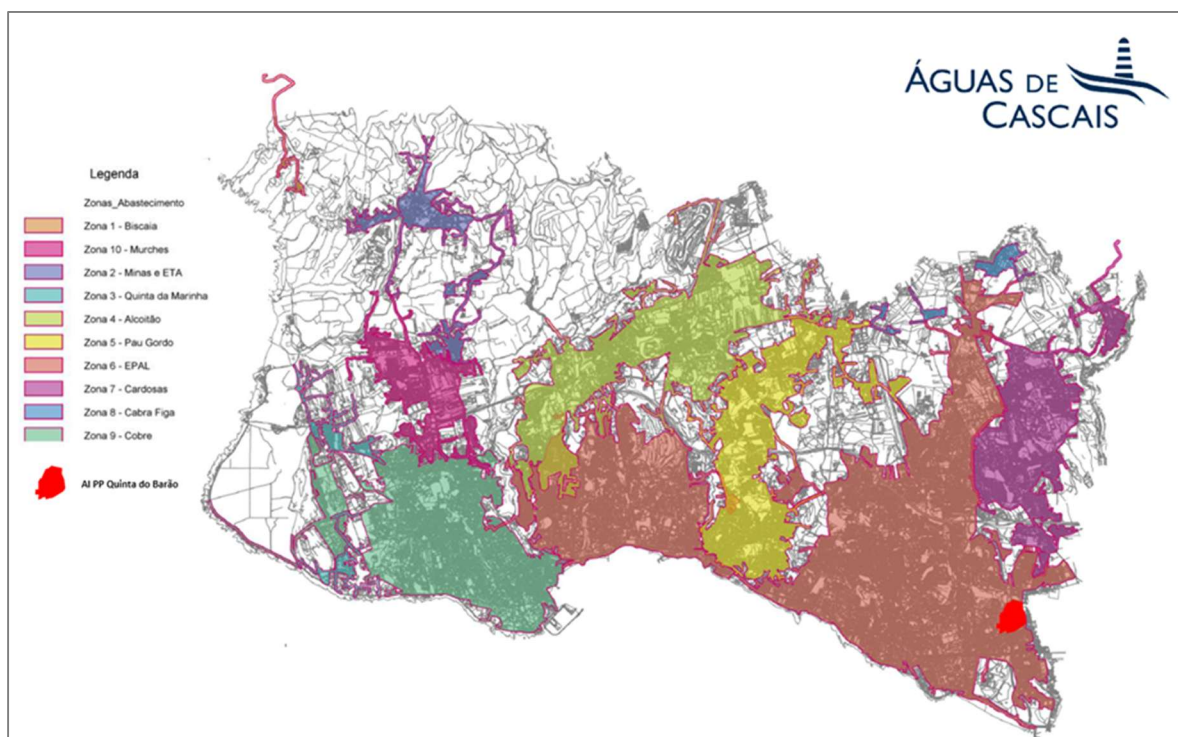 ÁGUAS DE
CASCAIS
Legenda
Zonas_Abastecimento
Zona 1 - Biscaia
Zona 10 - Murches
Zona 2 - Minas e ETA
Zona 3 - Quinta da Marinha
Zona 4 - Alcoitão
Zona 5 - Pau Gordo
Zona 6 - EPAL
Zona 7 - Cardosas
Zona 8 - Cabra Figa
Zona 9 - Cobre
AI PP Quinta do Barão